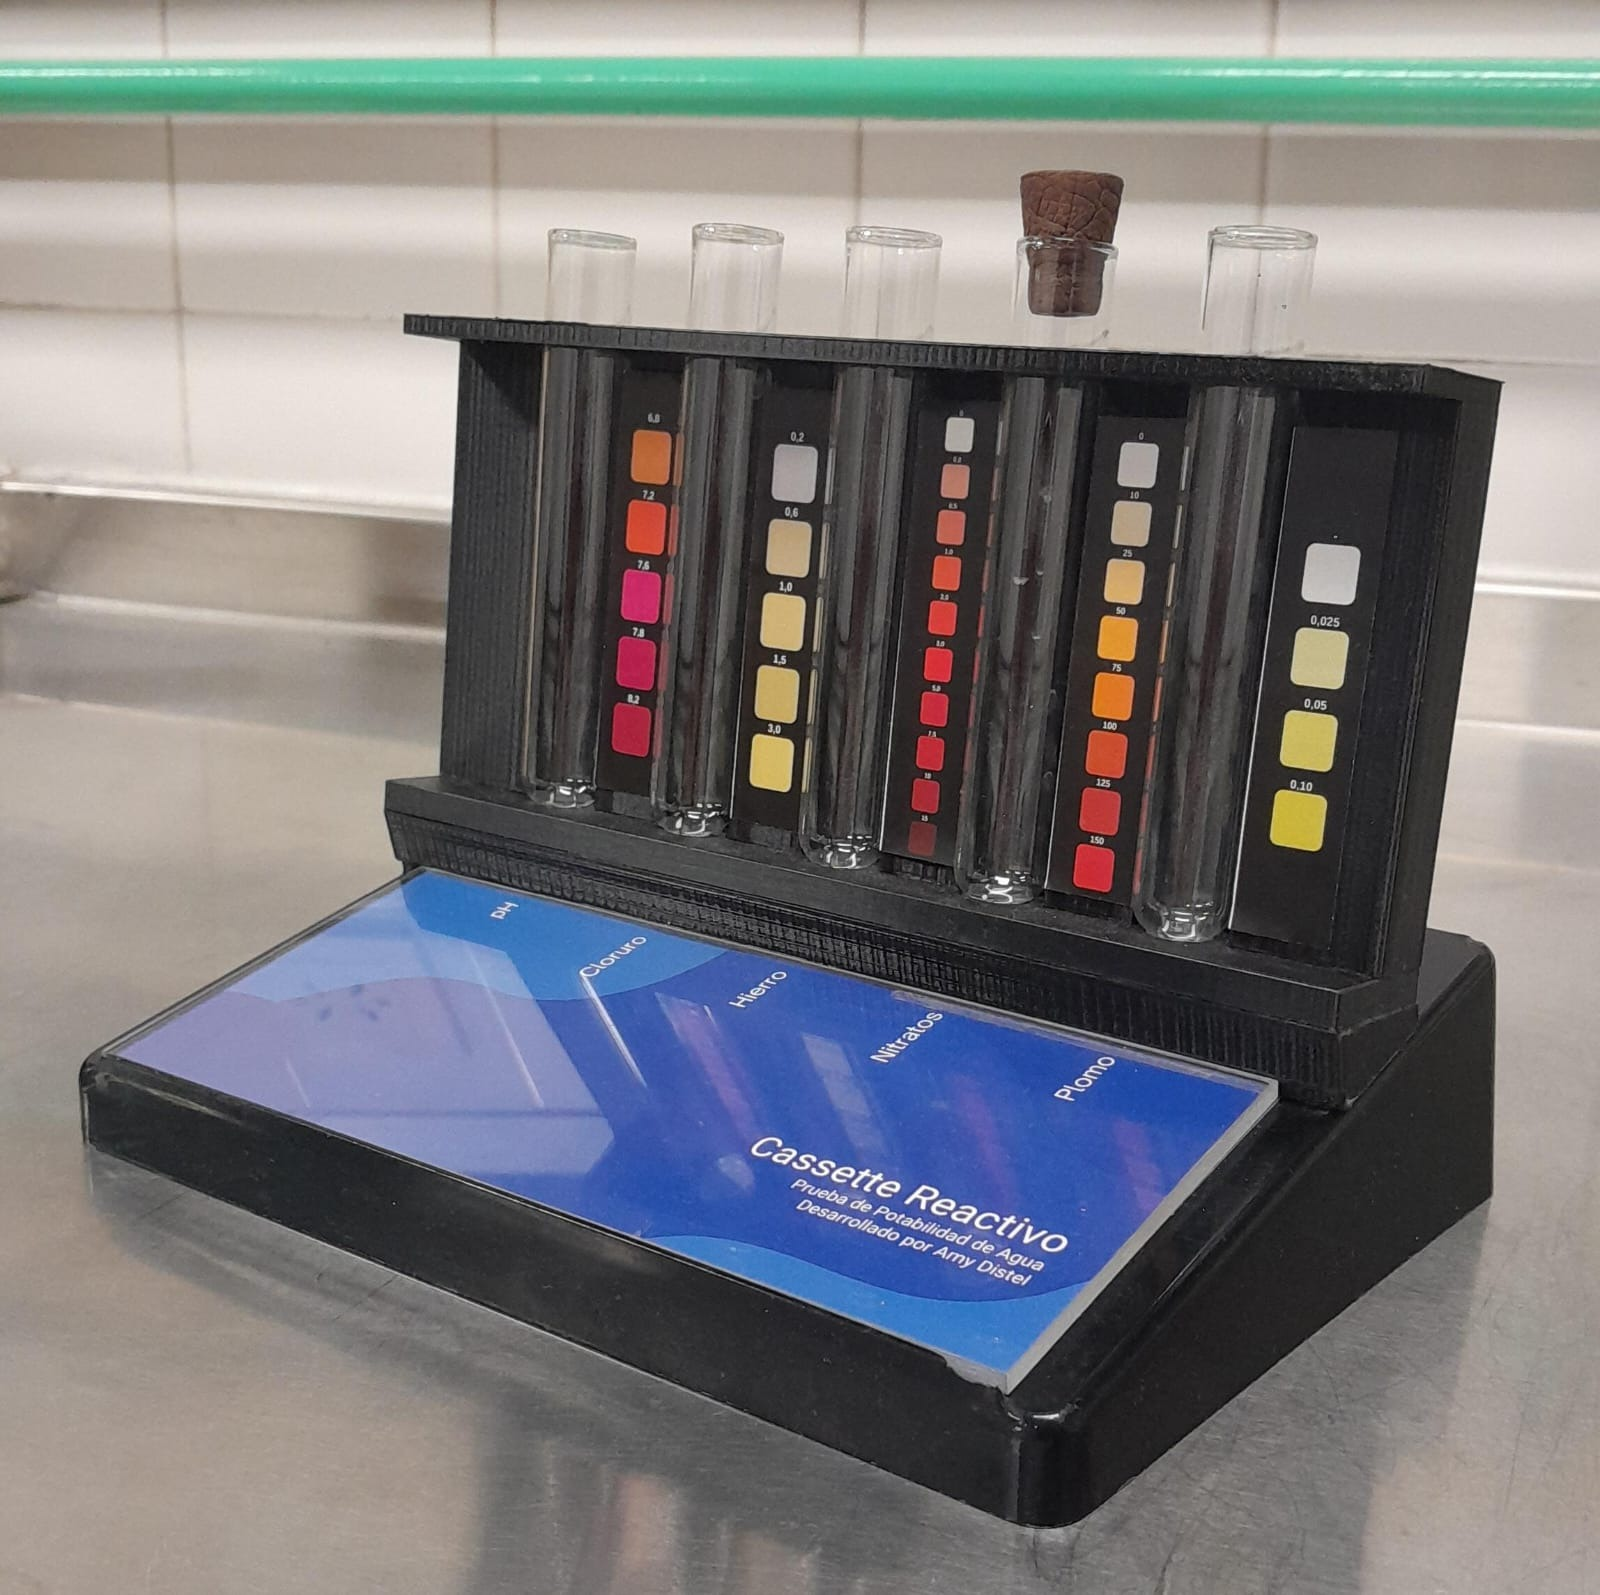 6,8
7,2
7,6
7,8
8,2
0,2
0,6
1,0
1,5
3,0
0
10
25
50
75
100
125
150
0,025
0,05
0,10
pH
Cloruro
Hierro
Nitratos
Plomo
Cassette Reactivo
Prueba de Potabilidad de Agua
Desarrollado por Amy Distel